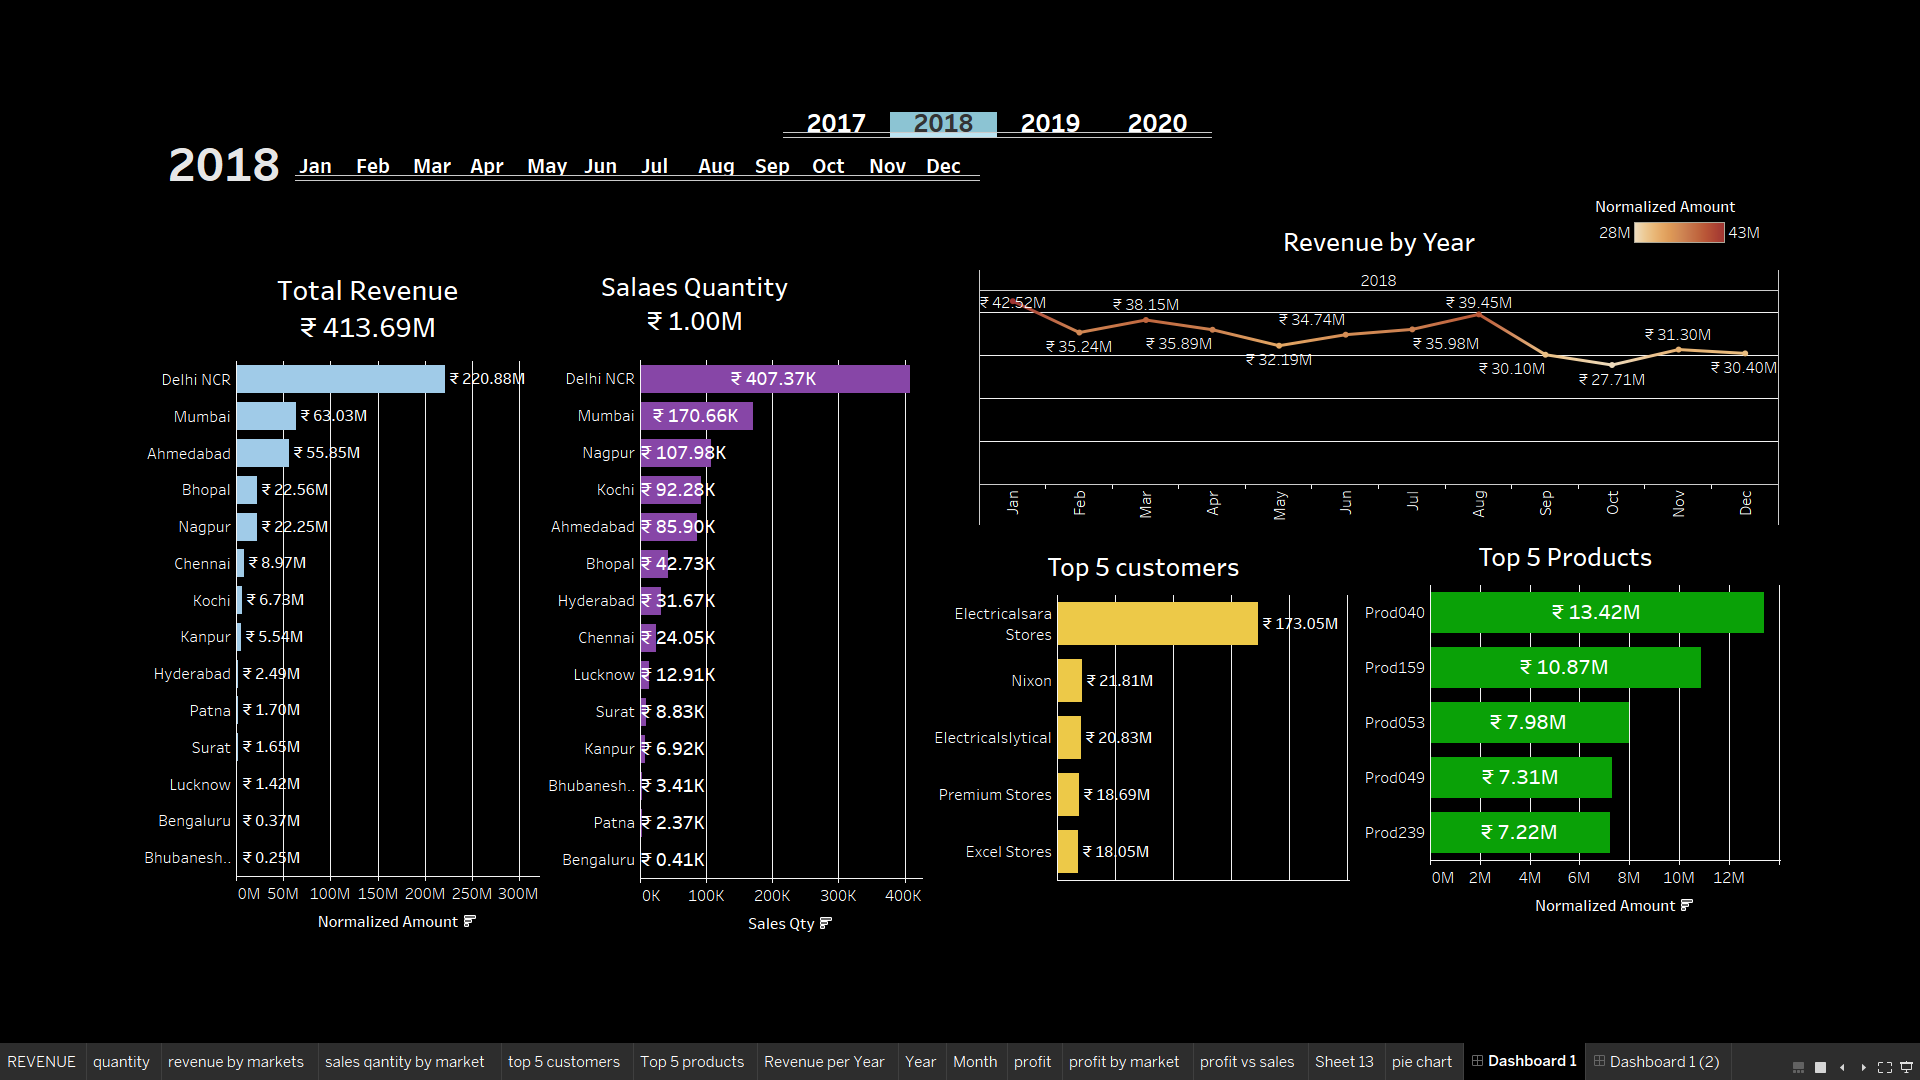 2017 2018 2019 2020
2018 Jan Feb Mar Apr May Jun Jul Aug Sep Oct Nov Dec
Normalized Amount
28M 43M
Revenue by Year
2018
₹ 42.52M
₹ 35.24M
₹ 38.15M
₹ 35.89M
₹ 32.19M
₹ 34.74M
₹ 35.98M
₹ 39.45M
₹ 30.10M
₹ 27.71M
₹ 31.30M
₹ 30.40M
Jan Feb Mar Apr May Jun Jul Aug Sep Oct Nov Dec
Total Revenue
₹ 413.69M
Delhi NCR ₹ 220.88M
Mumbai ₹ 63.03M
Ahmedabad ₹ 55.85M
Bhopal ₹ 22.56M
Nagpur ₹ 22.25M
Chennai ₹ 8.97M
Kochi ₹ 6.73M
Kanpur ₹ 5.54M
Hyderabad ₹ 2.49M
Patna ₹ 1.70M
Surat ₹ 1.65M
Lucknow ₹ 1.42M
Bengaluru ₹ 0.37M
Bhubanesh.. ₹ 0.25M
0M 50M 100M 150M 200M 250M 300M
Normalized Amount
Salaes Quantity
₹ 1.00M
Delhi NCR ₹ 407.37K
Mumbai ₹ 170.66K
Nagpur ₹ 107.98K
Kochi ₹ 92.28K
Ahmedabad ₹ 85.90K
Bhopal ₹ 42.73K
Hyderabad ₹ 31.67K
Chennai ₹ 24.05K
Lucknow ₹ 12.91K
Surat ₹ 8.83K
Kanpur ₹ 6.92K
Bhubanesh.. ₹ 3.41K
Patna ₹ 2.37K
Bengaluru ₹ 0.41K
0K 100K 200K 300K 400K
Sales Qty
Top 5 customers
Electricalsara
Stores ₹ 173.05M
Nixon ₹ 21.81M
Electricalslytical ₹ 20.83M
Premium Stores ₹ 18.69M
Excel Stores ₹ 18.05M
Top 5 Products
Prod040 ₹ 13.42M
Prod159 ₹ 10.87M
Prod053 ₹ 7.98M
Prod049 ₹ 7.31M
Prod239 ₹ 7.22M
0M 2M 4M 6M 8M 10M 12M
Normalized Amount
REVENUE quantity revenue by markets sales qantity by market top 5 customers Top 5 products Revenue per Year Year Month profit profit by market profit vs sales Sheet 13 pie chart Dashboard 1 Dashboard 1 (2)